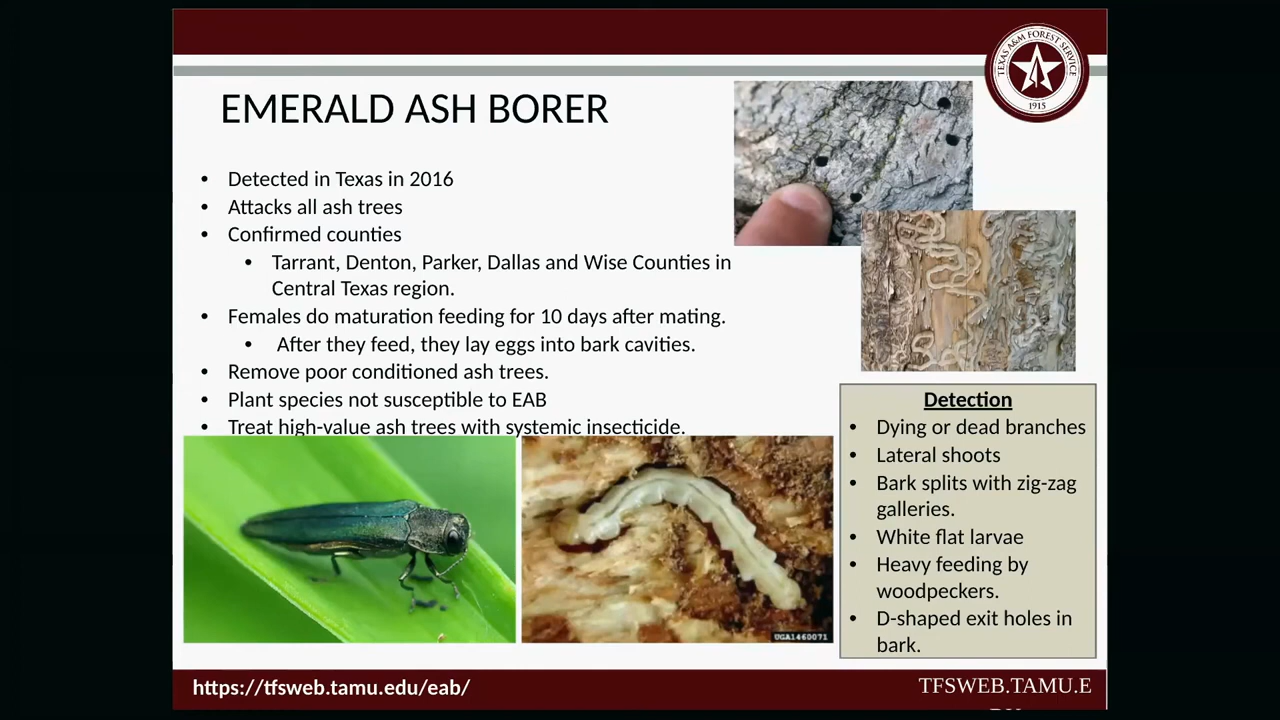 TEXAS A&M FOREST SERVICE
1915
EMERALD ASH BORER
• Detected in Texas in 2016
• Attacks all ash trees
• Confirmed counties
• Tarrant, Denton, Parker, Dallas and Wise Counties in
Central Texas region.
• Females do maturation feeding for 10 days after mating.
• After they feed, they lay eggs into bark cavities.
• Remove poor conditioned ash trees.
• Plant species not susceptible to EAB
• Treat high-value ash trees with systemic insecticide.
UGA1460071
Detection
• Dying or dead branches
• Lateral shoots
• Bark splits with zig-zag
galleries.
• White flat larvae
• Heavy feeding by
woodpeckers.
• D-shaped exit holes in
bark.
https://tfsweb.tamu.edu/eab/
TFSWEB.TAMU.E